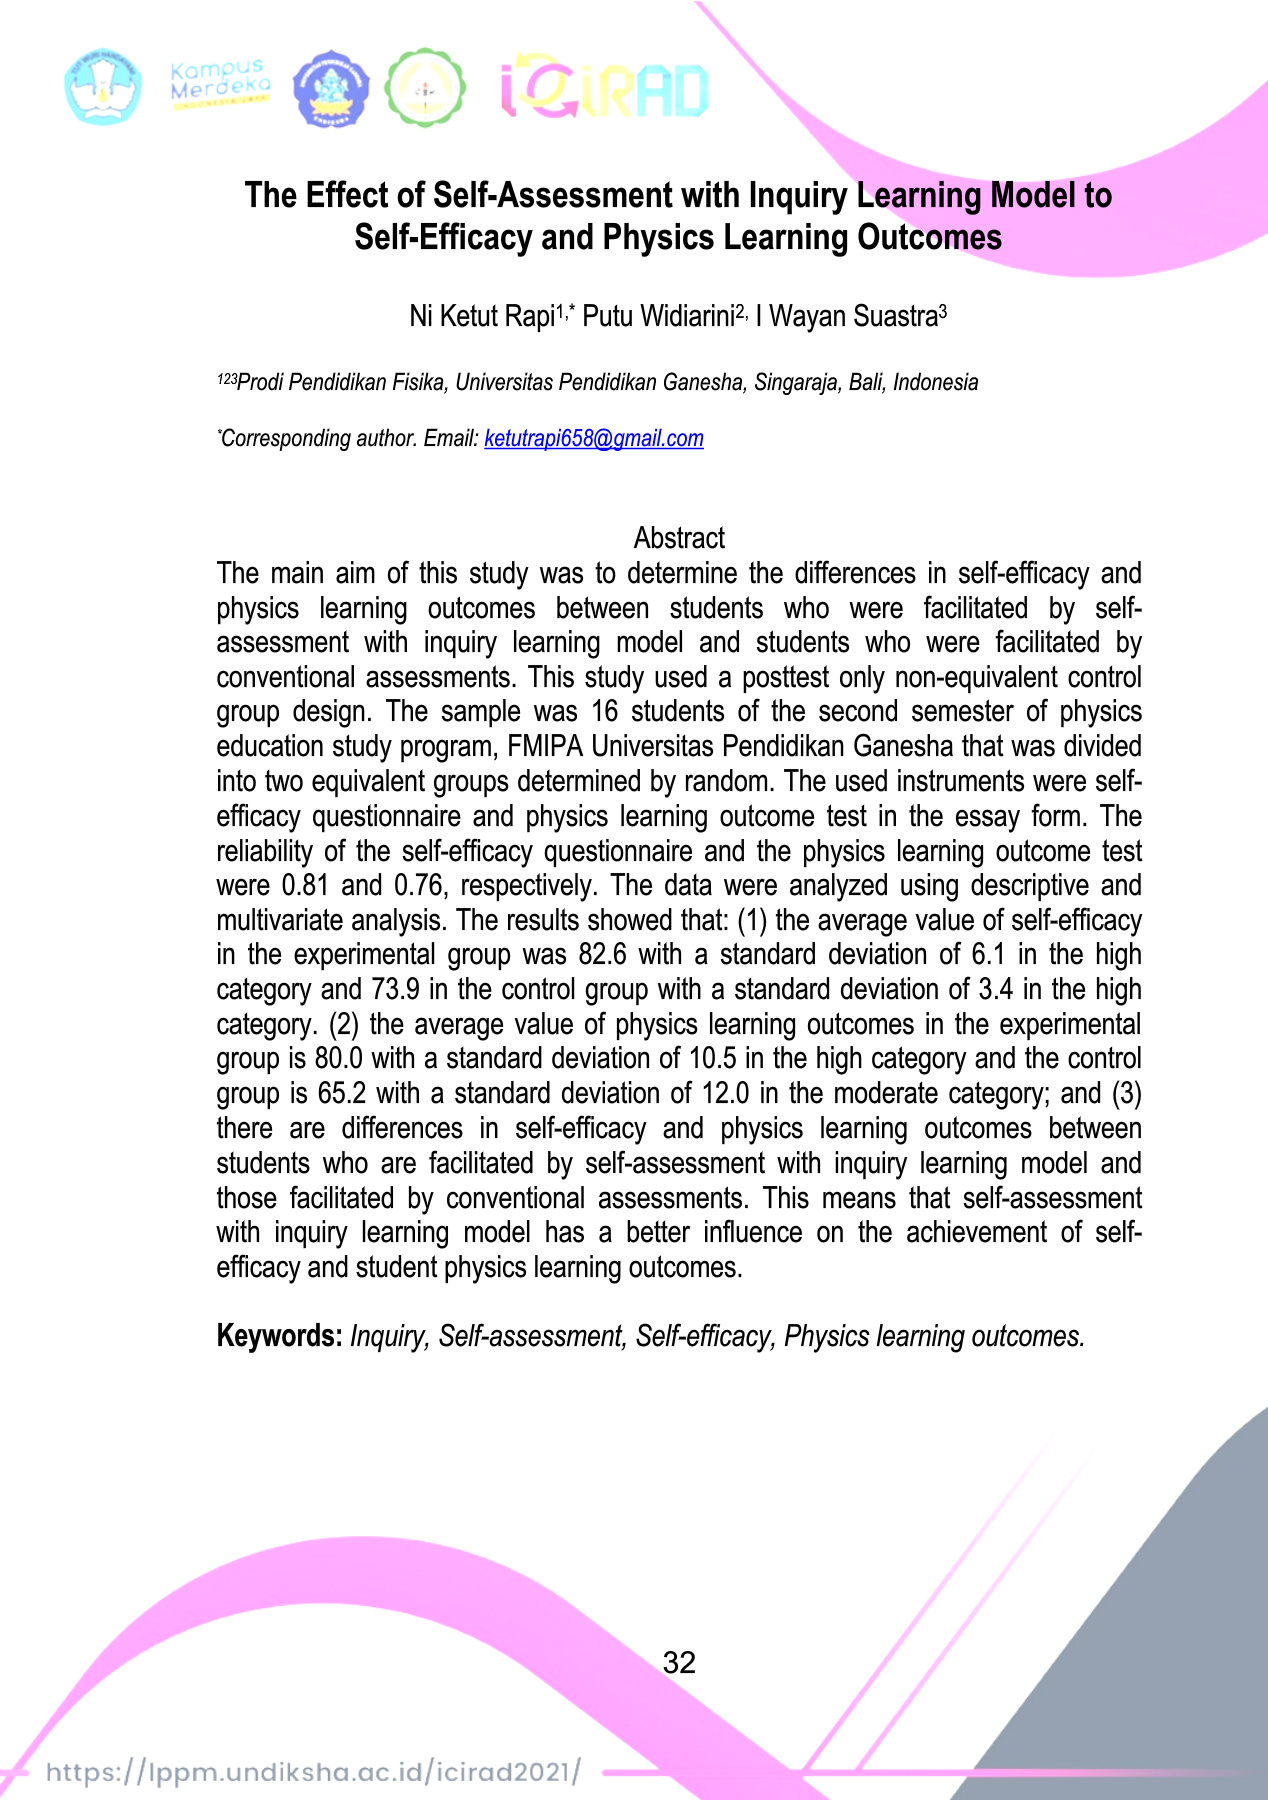 Kampus
Merdeka
INDONESIA JAYA
iCiRAD
The Effect of Self-Assessment with Inquiry Learning Model to
Self-Efficacy and Physics Learning Outcomes
Ni Ketut Rapi1,* Putu Widiarini2, I Wayan Suastra3
123Prodi Pendidikan Fisika, Universitas Pendidikan Ganesha, Singaraja, Bali, Indonesia
*Corresponding author. Email: ketutrapi658@gmail.com
Abstract
The main aim of this study was to determine the differences in self-efficacy and
physics learning outcomes between students who were facilitated by self-
assessment with inquiry learning model and students who were facilitated by
conventional assessments. This study used a posttest only non-equivalent control
group design. The sample was 16 students of the second semester of physics
education study program, FMIPA Universitas Pendidikan Ganesha that was divided
into two equivalent groups determined by random. The used instruments were self-
efficacy questionnaire and physics learning outcome test in the essay form. The
reliability of the self-efficacy questionnaire and the physics learning outcome test
were 0.81 and 0.76, respectively. The data were analyzed using descriptive and
multivariate analysis. The results showed that: (1) the average value of self-efficacy
in the experimental group was 82.6 with a standard deviation of 6.1 in the high
category and 73.9 in the control group with a standard deviation of 3.4 in the high
category. (2) the average value of physics learning outcomes in the experimental
group is 80.0 with a standard deviation of 10.5 in the high category and the control
group is 65.2 with a standard deviation of 12.0 in the moderate category; and (3)
there are differences in self-efficacy and physics learning outcomes between
students who are facilitated by self-assessment with inquiry learning model and
those facilitated by conventional assessments. This means that self-assessment
with inquiry learning model has a better influence on the achievement of self-
efficacy and student physics learning outcomes.
Keywords: Inquiry, Self-assessment, Self-efficacy, Physics learning outcomes.
32
https://lppm.undiksha.ac.id/icirad2021/